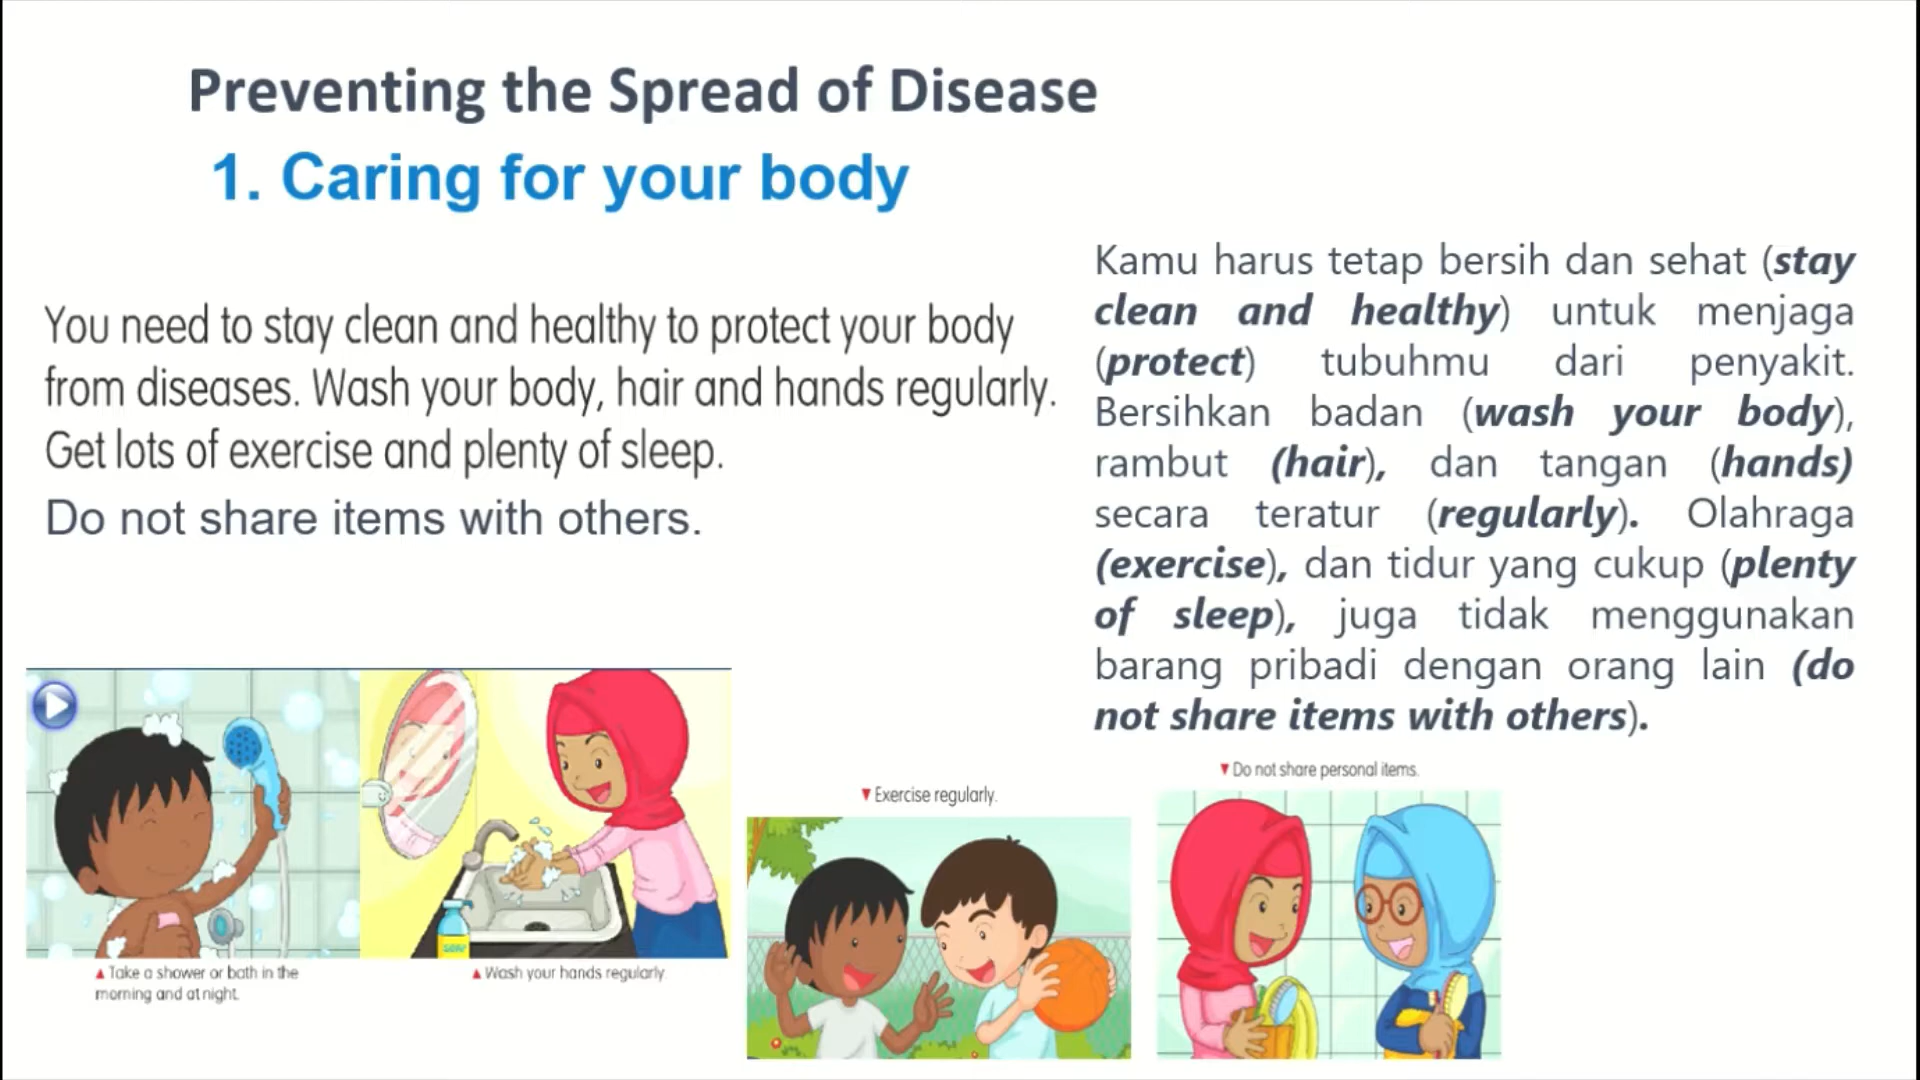 Preventing the Spread of Disease
1. Caring for your body
You need to stay clean and healthy to protect your body
from diseases. Wash your body, hair and hands regularly.
Get lots of exercise and plenty of sleep.
Do not share items with others.
Kamu harus tetap bersih dan sehat (stay
clean and healthy) untuk menjaga
(protect) tubuhmu dari penyakit.
Bersihkan badan (wash your body),
rambut (hair), dan tangan (hands)
secara teratur (regularly). Olahraga
(exercise), dan tidur yang cukup (plenty
of sleep), juga tidak menggunakan
barang pribadi dengan orang lain (do
not share items with others).
SOAP
▲ Take a shower or bath in the
morning and at night.
▲ Wash your hands regularly.
▼ Exercise regularly.
▼ Do not share personal items.